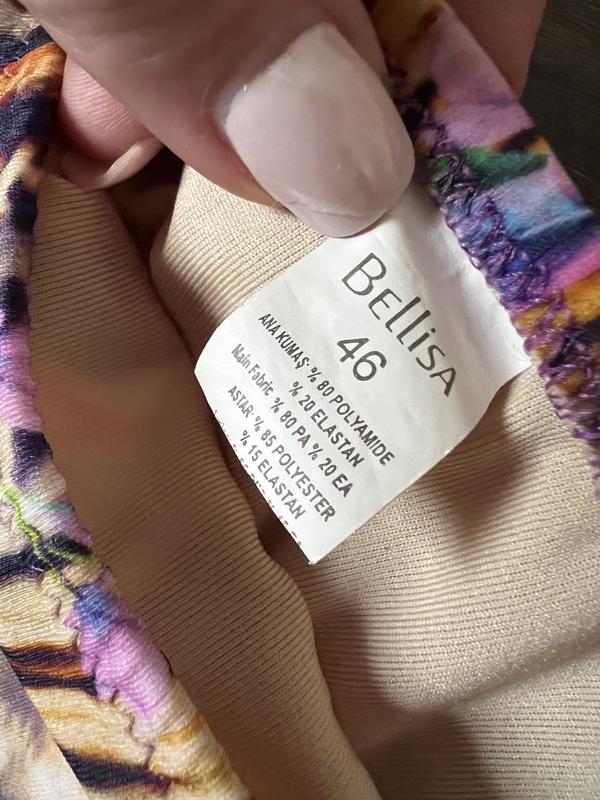 BelliSA
46
ANA KUMAŞ: % 80 POLYAMIDE
% 20 ELASTAN
Main Fabric % 80 PA % 20 EA
ASTAR: % 85 POLYESTER
% 15 ELASTAN